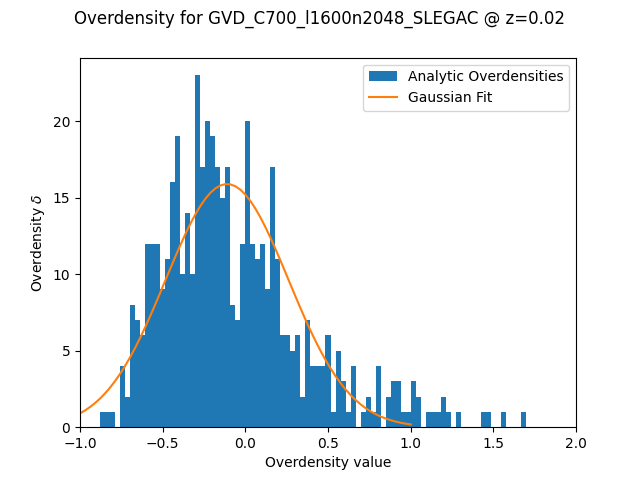 Overdensity for GVD_C700_l1600n2048_SLEGAC @ z=0.02
Analytic Overdensities
Gaussian Fit
Overdensity δ
20
15
10
5
0
−1.0 −0.5 0.0 0.5 1.0 1.5 2.0
Overdensity value